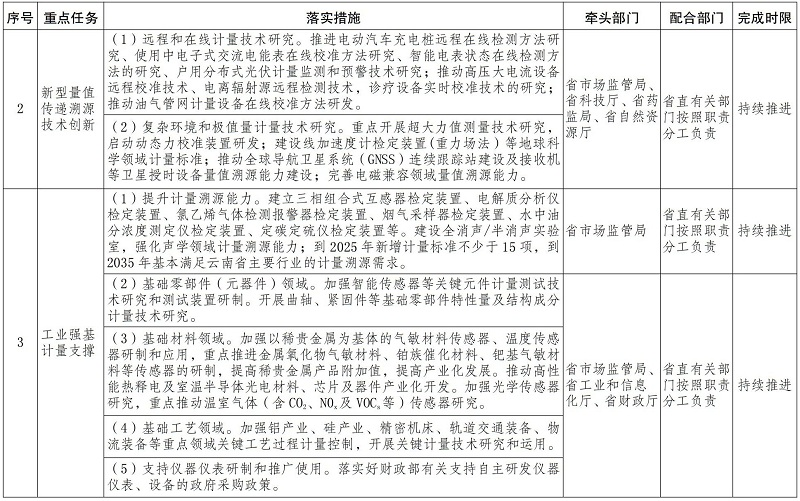 序号 重点任务 落实措施 牵头部门 配合部门 完成时限
2
新型量值
传递溯源
技术创新
（1）远程和在线计量技术研究。推进电动汽车充电桩远程在线检测方法研
究、使用中电子式交流电能表在线校准方法研究、智能电表状态在线检测方
法的研究、户用分布式光伏计量监测和预警技术研究；推动高压大电流设备
远程校准技术、电离辐射源远程检测技术，诊疗设备实时校准技术的研究；
推动油气管网计量设备在线校准方法研发。
（2）复杂环境和极值量计量技术研究。重点开展超大力值测量技术研究，
启动动态力校准装置研发；建设线加速度计检定装置(重力场法）等地球科
学领域计量标准；推动全球导航卫星系统（GNSS）连续跟踪站建设及接收机
等卫星授时设备量值溯源能力建设；完善电磁兼容领域量值溯源能力。
省市场监管局、
省科技厅、省药
监局、省自然资
源厅
省直有关部
门按照职责
分工负责
持续推进
3
工业强基
计量支撑
（1）提升计量溯源能力。建立三相组合式互感器检定装置、电解质分析仪
检定装置、氯乙烯气体检测报警器检定装置、烟气采样器检定装置、水中油
分浓度测定仪检定装置、定碳定硫仪检定装置等。建设全消声/半消声实验
室，强化声学领域计量溯源能力；到 2025 年新增计量标准不少于 15 项，到
2035 年基本满足云南省主要行业的计量溯源需求。
省市场监管局
省直有关部
门按照职责
分工负责
持续推进
（2）基础零部件（元器件）领域。加强智能传感器等关键元件计量测试技
术研究和测试装置研制。开展曲轴、紧固件等基础零部件特性量及结构成分
计量技术研究。
（3）基础材料领域。加强以稀贵金属为基体的气敏材料传感器、温度传感
器研制和应用，重点推进金属氧化物气敏材料、铂族催化材料、钯基气敏材
料等传感器的研制，提高稀贵金属产品附加值，提高产业化发展。推动高性
能热释电及室温半导体光电材料、芯片及器件产业化开发。加强光学传感器
研究，重点推动温室气体（含 CO₂、NOₓ及 VOCₛ等）传感器研究。
（4）基础工艺领域。加强铝产业、硅产业、精密机床、轨道交通装备、物
流装备等重点领域关键工艺过程计量控制，开展关键计量技术研究和运用。
（5）支持仪器仪表研制和推广使用。落实好财政部有关支持自主研发仪器
仪表、设备的政府采购政策。
省市场监管局、
省工业和信息
化厅、省财政厅
省直有关部
门按照职责
分工负责
持续推进